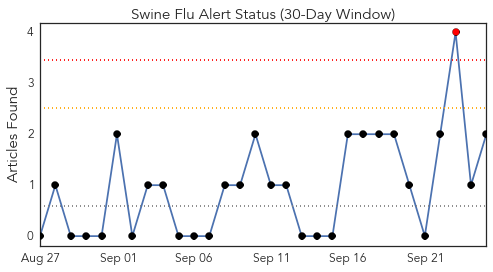 Swine Flu Alert Status (30-Day Window)
Articles Found
4
3
2
1
0
Aug 27 Sep 01 Sep 06 Sep 11 Sep 16 Sep 21